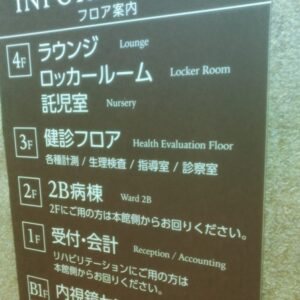 フロア案内
4F ラウンジ Lounge
ロッカールーム Locker Room
託児室 Nursery
3F 健診フロア Health Evaluation Floor
各種計測 / 生理検査 / 指導室 / 診察室
2F 2B病棟 Ward 2B
2Fにご用の方は本館側からお回りください。
1F 受付・会計 Reception / Accounting
リハビリテーションにご用の方は
本館側からお回りください。
B1F 内視鏡